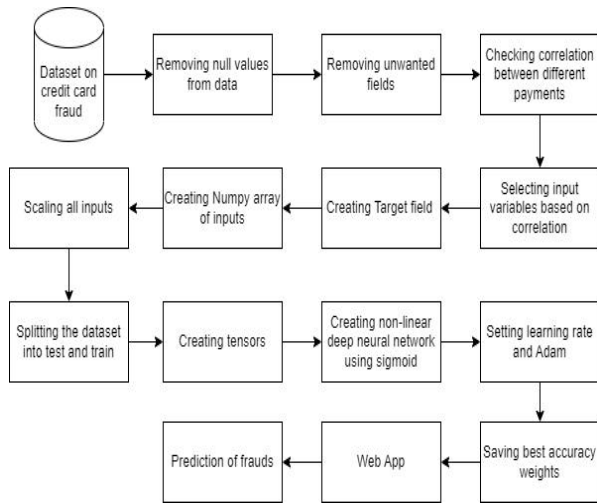 Dataset on
credit card
fraud
Removing null values
from data
Removing unwanted
fields
Checking correlation
between different
payments
Selecting input
variables based on
correlation
Creating Target field
Creating Numpy array
of inputs
Scaling all inputs
Splitting the dataset
into test and train
Creating tensors
Creating non-linear
deep neural network
using sigmoid
Setting learning rate
and Adam
Saving best accuracy
weights
Web App
Prediction of frauds